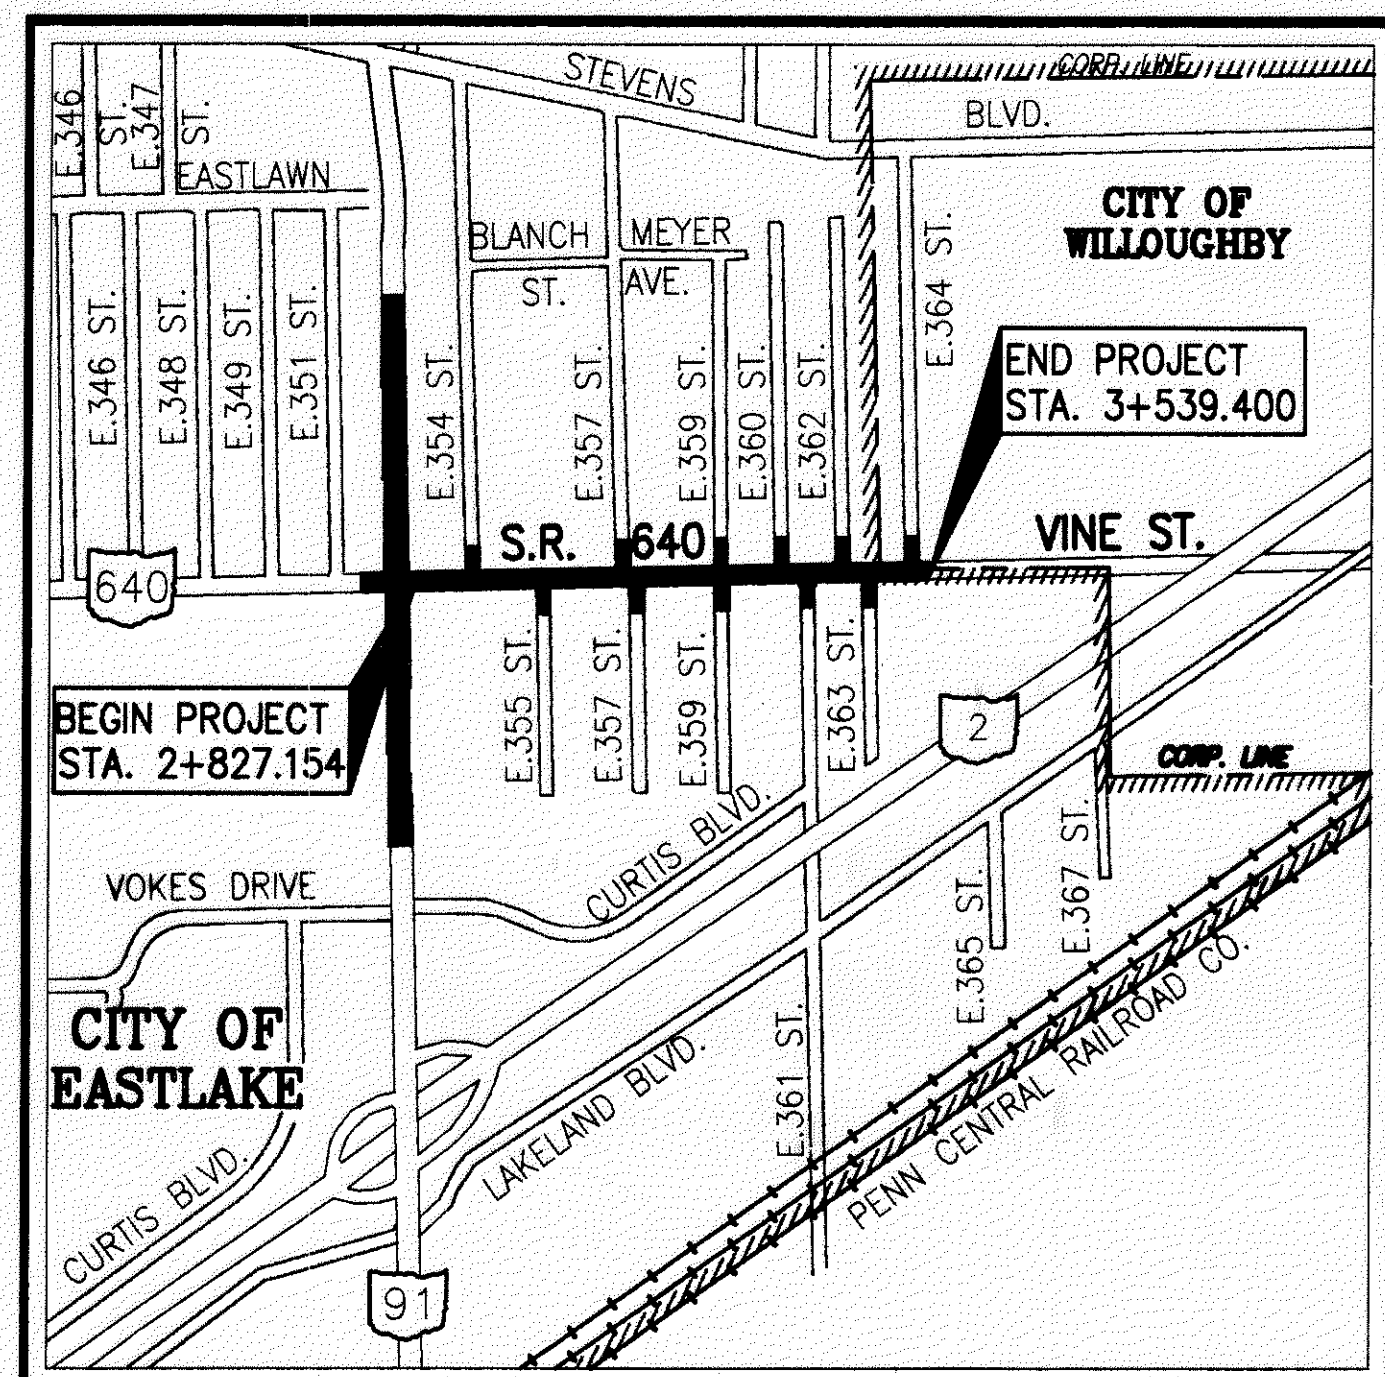 E.346
ST.
E.347
ST.
STEVENS
CORP. LINE
BLVD.
EASTLAWN
CITY OF
WILLOUGHBY
BLANCH
MEYER
ST.
AVE.
E.364 ST.
E.346 ST.
E.348 ST.
E.349 ST.
E.351 ST.
E.354 ST.
E.357 ST.
E.359 ST.
E.360 ST.
E.362 ST.
END PROJECT
STA. 3+539.400
S.R. 640
VINE ST.
640
E.355 ST.
E.357 ST.
E.359 ST.
E.363 ST.
BEGIN PROJECT
STA. 2+827.154
2
CORP. LINE
CURTIS BLVD.
VOKES DRIVE
E.365 ST.
E.367 ST.
CITY OF
EASTLAKE
E.361 ST.
LAKELAND BLVD.
PENN CENTRAL RAILROAD CO.
CURTIS BLVD.
91